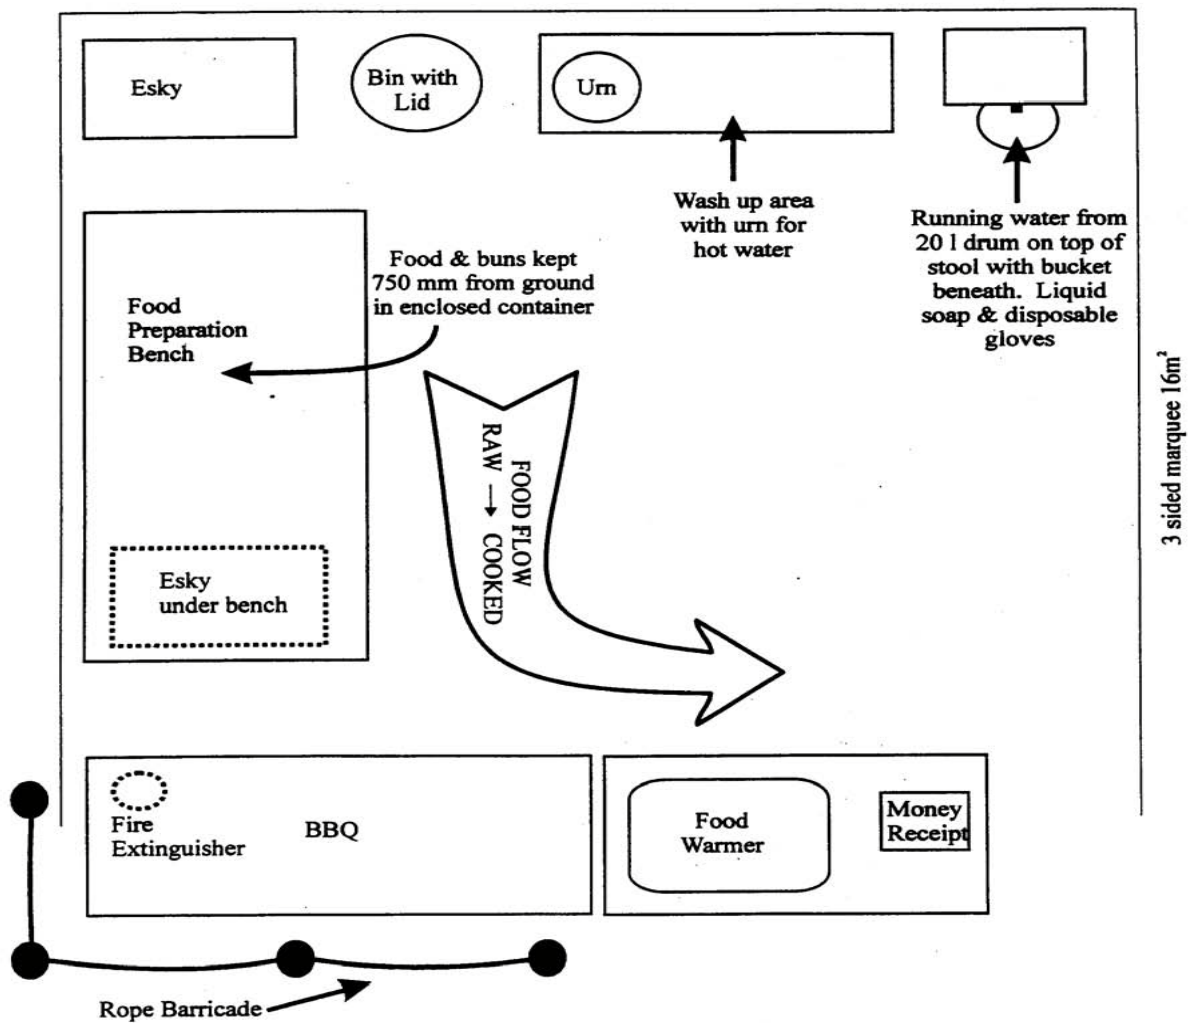 Esky
Bin with
Lid
Urn
Wash up area
with urn for
hot water
Running water from
20 l drum on top of
stool with bucket
beneath. Liquid
soap & disposable
gloves
Food & buns kept
750 mm from ground
in enclosed container
Food
Preparation
Bench
Esky
under bench
FOOD FLOW
RAW → COOKED
3 sided marquee 16m²
Fire
Extinguisher
BBQ
Food
Warmer
Money
Receipt
Rope Barricade